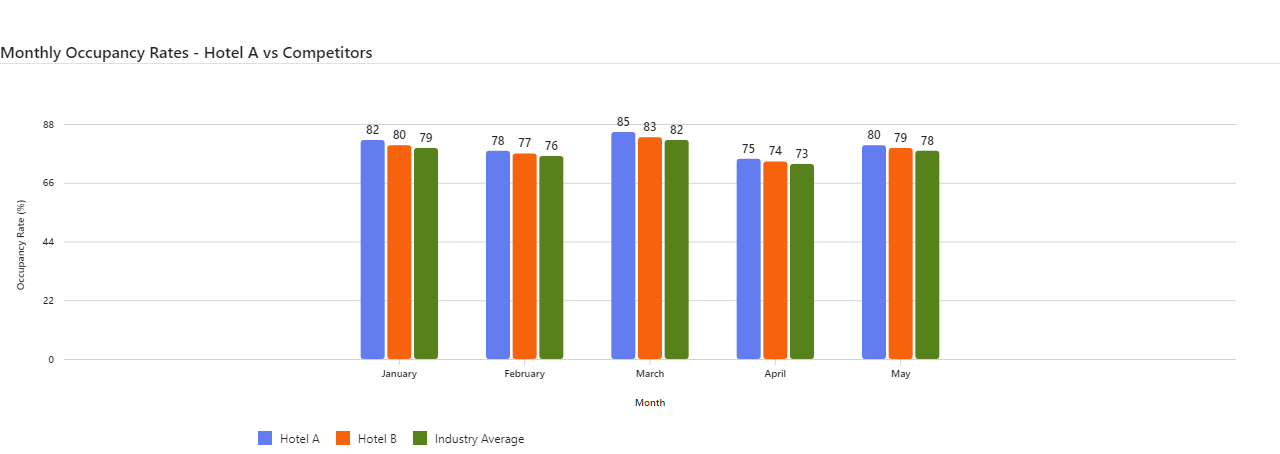 Monthly Occupancy Rates - Hotel A vs Competitors
88
66
44
22
0
Occupancy Rate (%)
82 80 79
78 77 76
85 83 82
75 74 73
80 79 78
January February March April May
Month
Hotel A Hotel B Industry Average